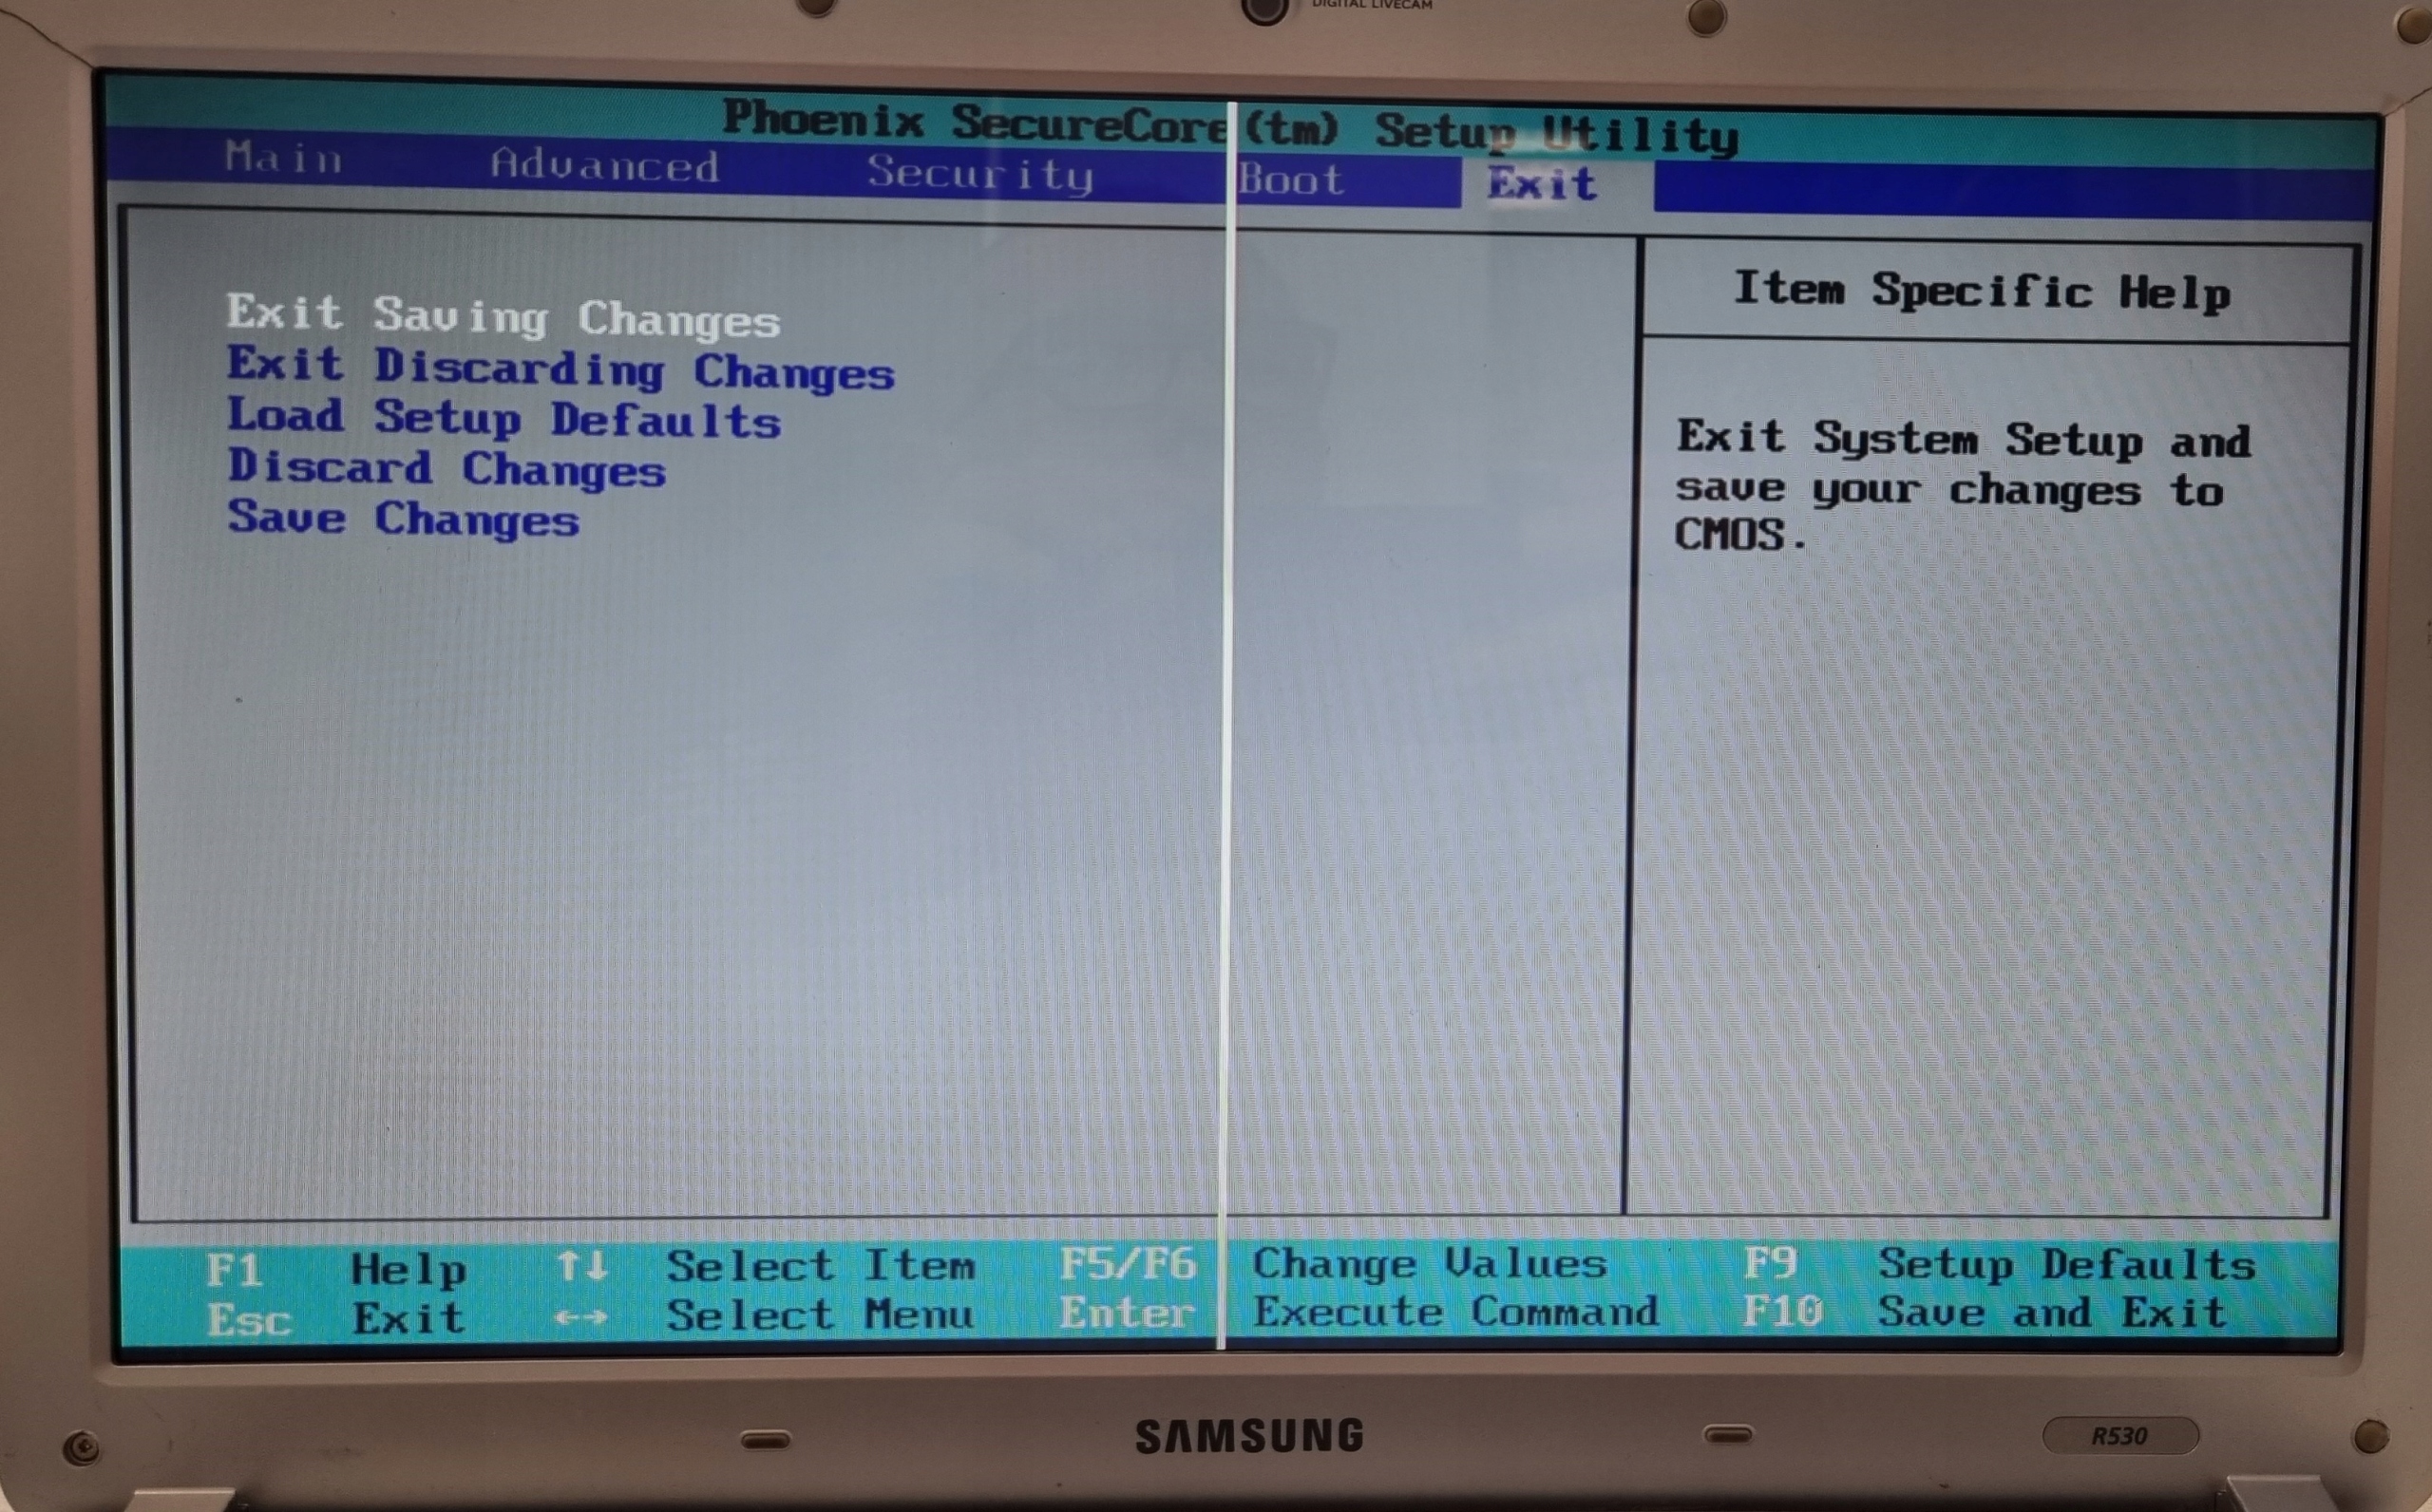 DIGITAL LIVECAM
Phoenix SecureCore(tm) Setup Utility
Main Advanced Security Boot Exit
Item Specific Help
Exit Saving Changes
Exit Discarding Changes
Load Setup Defaults
Discard Changes
Save Changes
Exit System Setup and
save your changes to
CMOS.
F1 Help ↑↓ Select Item F5/F6 Change Values F9 Setup Defaults
Esc Exit ←→ Select Menu Enter Execute Command F10 Save and Exit
SAMSUNG
R530